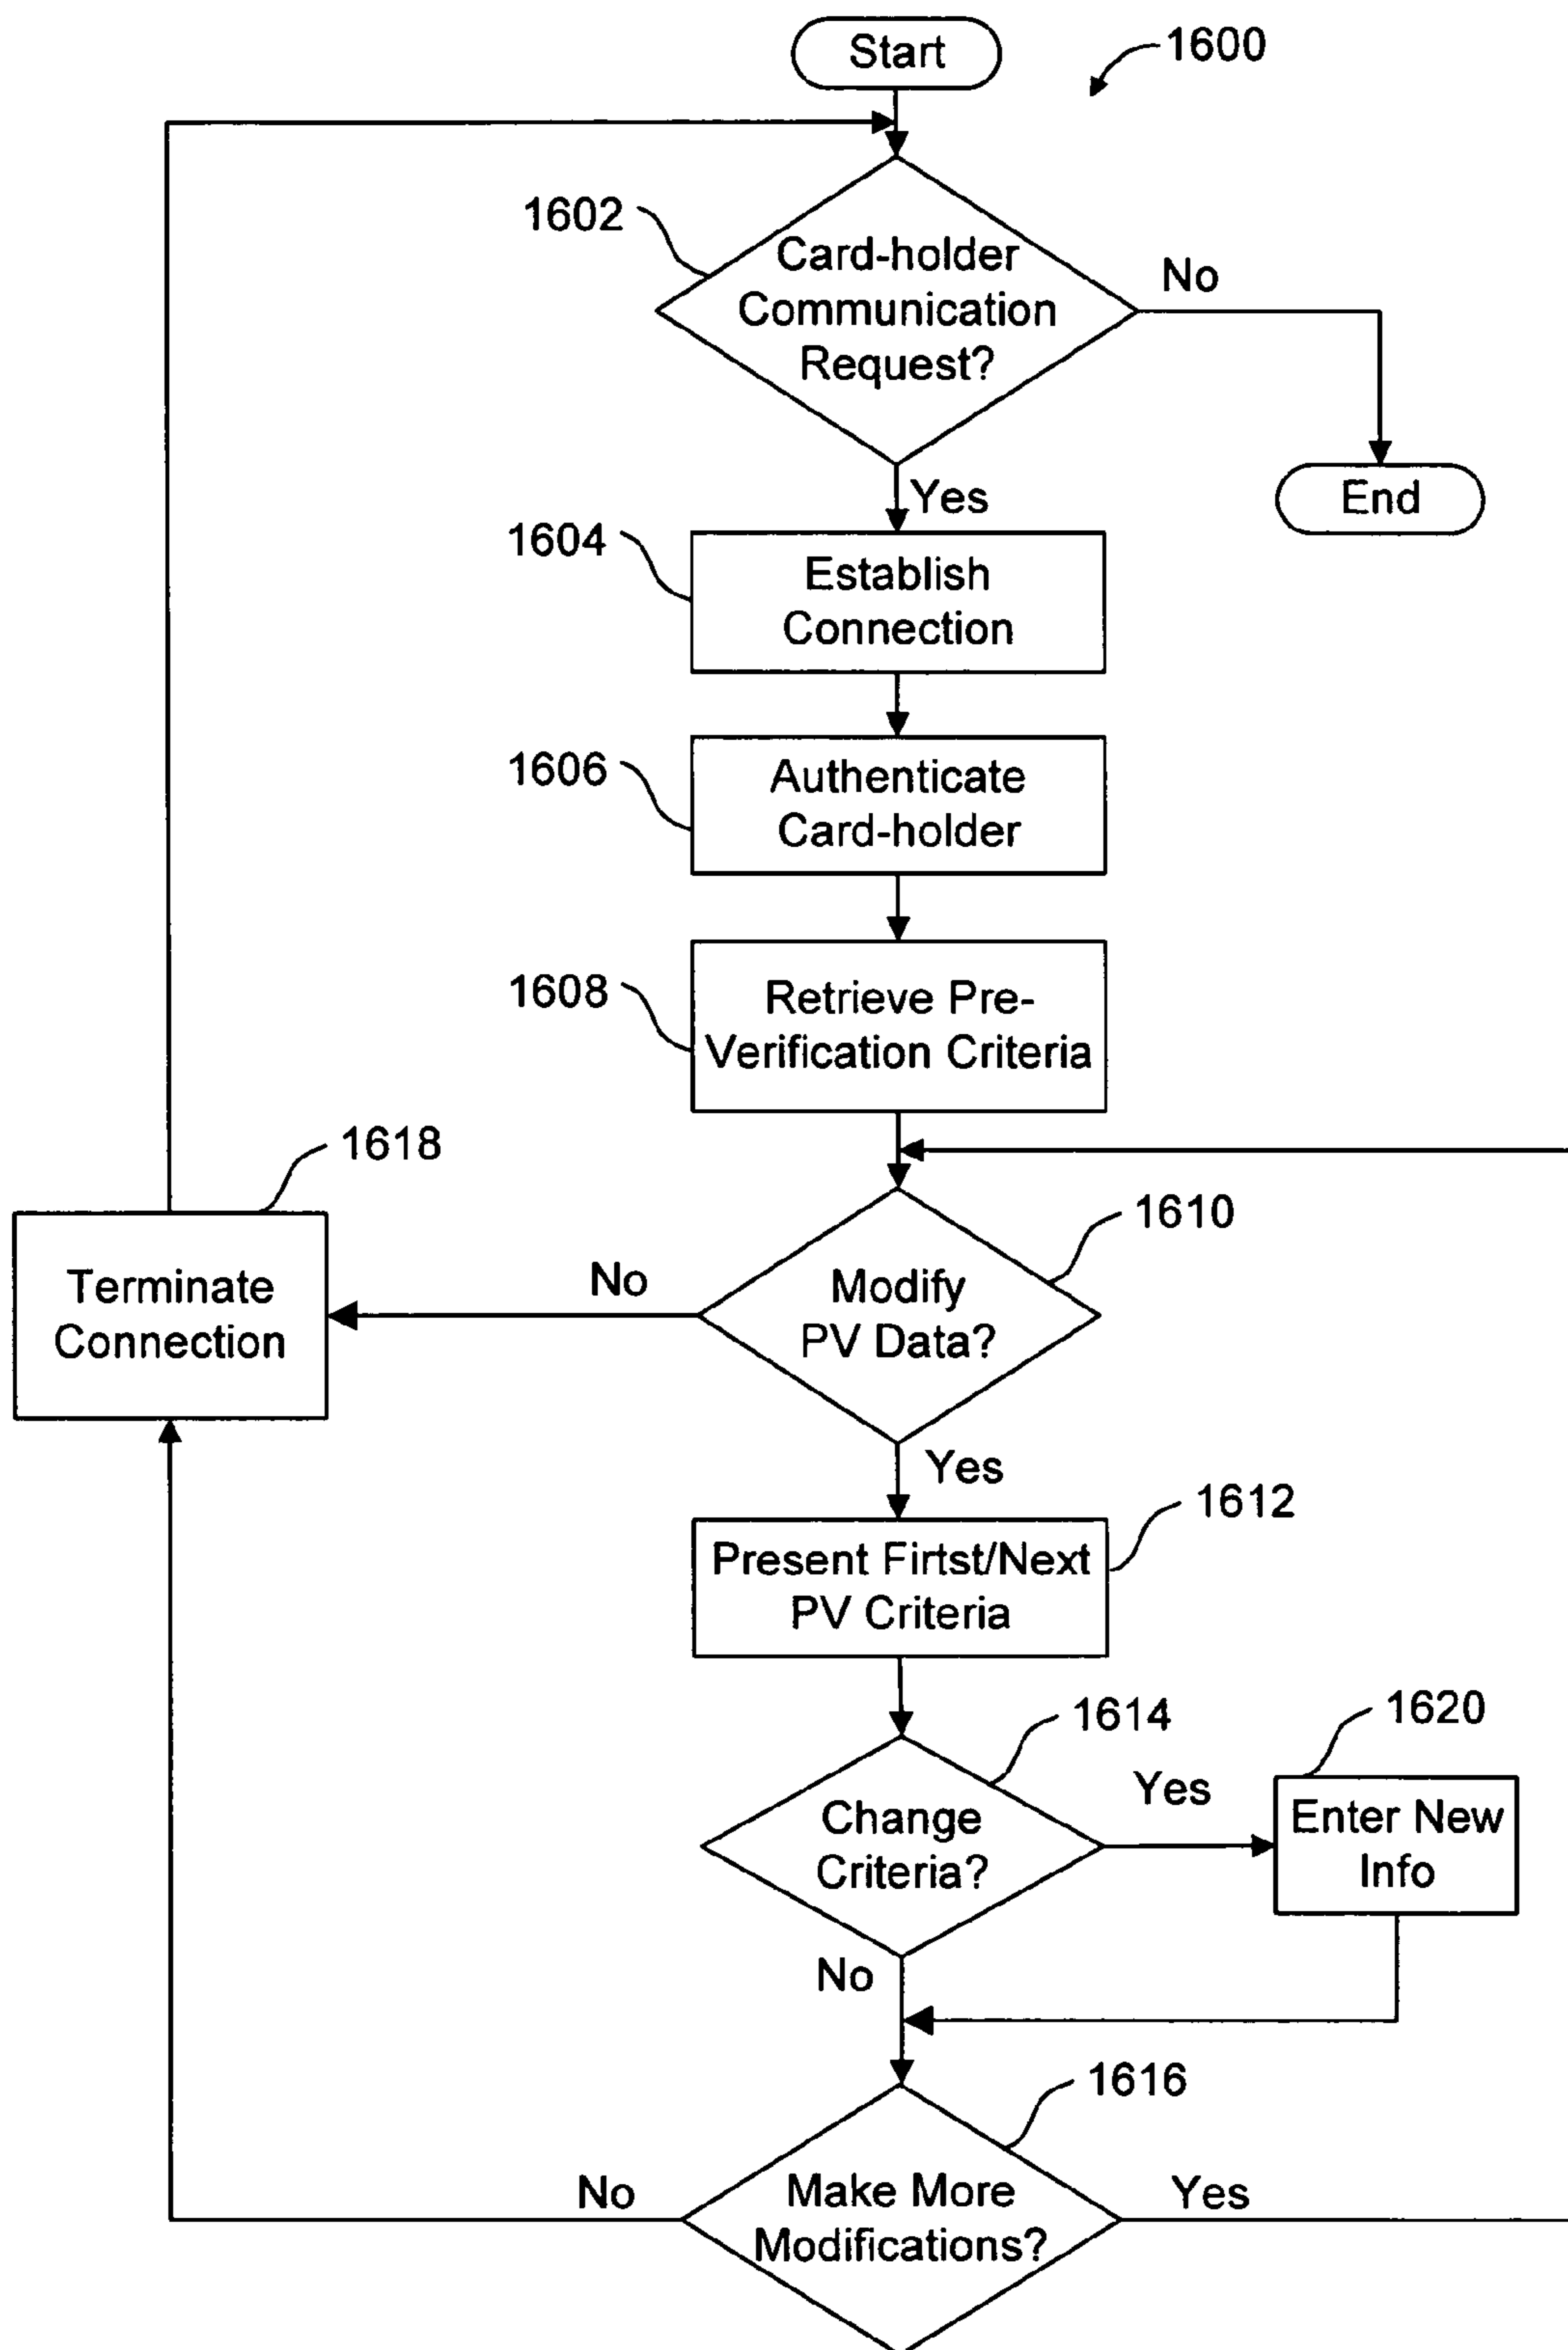 Start
1600
1602
Card-holder
Communication
Request?
No
Yes
End
1604
Establish
Connection
1606
Authenticate
Card-holder
1608
Retrieve Pre-
Verification Criteria
1618
Terminate
Connection
1610
No
Modify
PV Data?
Yes
1612
Present Firtst/Next
PV Criteria
1614
1620
Change
Criteria?
Yes
Enter New
Info
No
1616
No
Make More
Modifications?
Yes